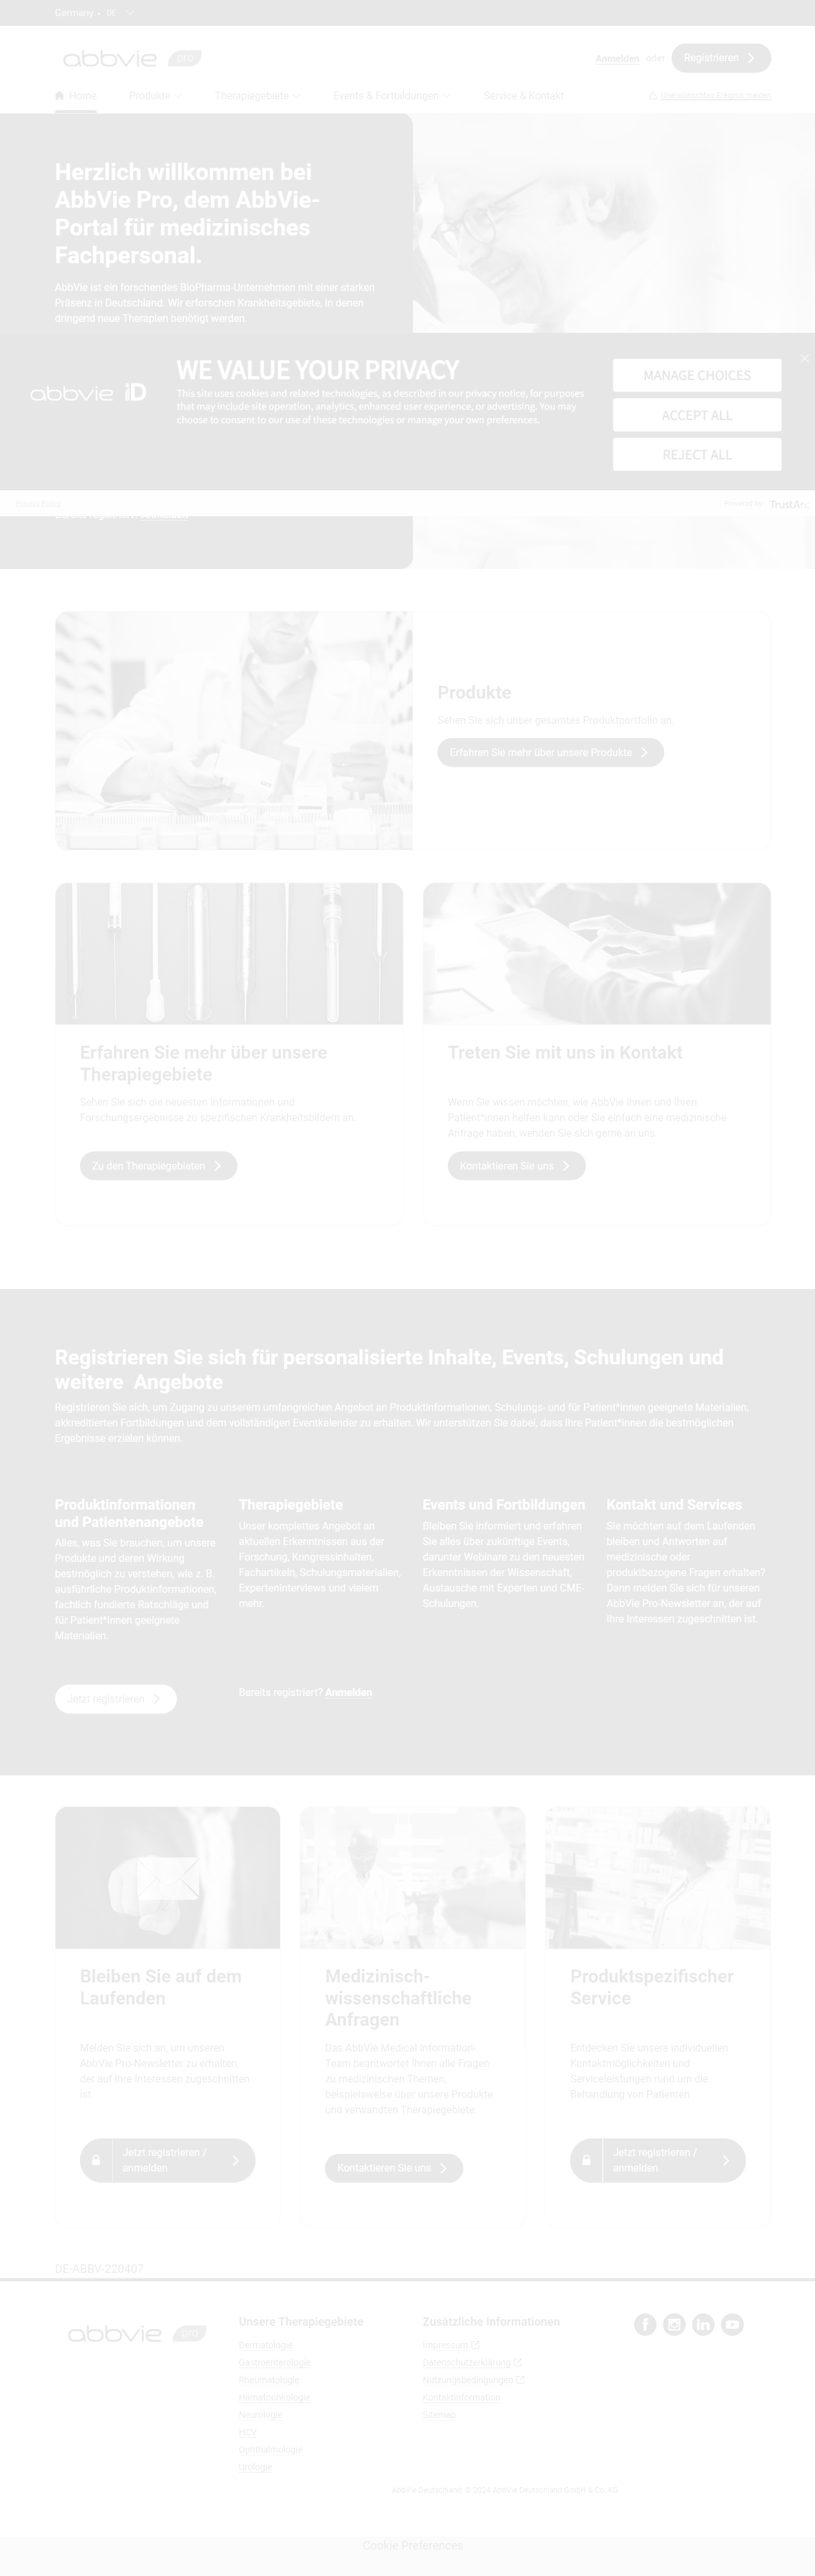 Germany • DE
abbvie pro
Anmelden oder Registrieren
Home Produkte Therapiegebiete Events & Fortbildungen Service & Kontakt Unerwünschtes Ereignis melden
Herzlich willkommen bei
AbbVie Pro, dem AbbVie-
Portal für medizinisches
Fachpersonal.
AbbVie ist ein forschendes BioPharma-Unternehmen mit einer starken
Präsenz in Deutschland. Wir erforschen Krankheitsgebiete, in denen
dringend neue Therapien benötigt werden.
abbvie iD
WE VALUE YOUR PRIVACY
This site uses cookies and related technologies, as described in our privacy notice, for purposes
that may include site operation, analytics, enhanced user experience, or advertising. You may
choose to consent to our use of these technologies or manage your own preferences.
MANAGE CHOICES
ACCEPT ALL
REJECT ALL
Powered by: TrustArc
Produkte
Sehen Sie sich unser gesamtes Produktportfolio an.
Erfahren Sie mehr über unsere Produkte
Erfahren Sie mehr über unsere
Therapiegebiete
Sehen Sie sich die neuesten Informationen und
Forschungsergebnisse zu spezifischen Krankheitsbildern an.
Zu den Therapiegebieten
Treten Sie mit uns in Kontakt
Wenn Sie wissen möchten, wie AbbVie Ihnen und Ihren
Patient*innen helfen kann oder Sie einfach eine medizinische
Anfrage haben, wenden Sie sich gerne an uns.
Kontaktieren Sie uns
Registrieren Sie sich für personalisierte Inhalte, Events, Schulungen und
weitere Angebote
Registrieren Sie sich, um Zugang zu unserem umfangreichen Angebot an Produktinformationen, Schulungs- und für Patient*innen geeignete Materialien,
akkreditierten Fortbildungen und dem vollständigen Eventkalender zu erhalten. Wir unterstützen Sie dabei, dass Ihre Patient*innen die bestmöglichen
Ergebnisse erzielen können.
Produktinformationen
und Patientenangebote
Alles, was Sie brauchen, um unsere
Produkte und deren Wirkung
bestmöglich zu verstehen, wie z. B.
ausführliche Produktinformationen,
fachlich fundierte Ratschläge und
für Patient*innen geeignete
Materialien.
Therapiegebiete
Unser komplettes Angebot an
aktuellen Erkenntnissen aus der
Forschung, Kongressinhalten,
Fachartikeln, Schulungsmaterialien,
Experteninterviews und vielem
mehr.
Events und Fortbildungen
Bleiben Sie informiert und erfahren
Sie alles über zukünftige Events,
darunter Webinare zu den neuesten
Erkenntnissen der Wissenschaft,
Austausche mit Experten und CME-
Schulungen.
Kontakt und Services
Sie möchten auf dem Laufenden
bleiben und Antworten auf
medizinische oder
produktbezogene Fragen erhalten?
Dann melden Sie sich für unseren
AbbVie Pro-Newsletter an, der auf
Ihre Interessen zugeschnitten ist.
Jetzt registrieren
Bereits registriert? Anmelden
Bleiben Sie auf dem
Laufenden
Melden Sie sich an, um unseren
AbbVie Pro-Newsletter zu erhalten,
der auf Ihre Interessen zugeschnitten
ist.
Jetzt registrieren /
anmelden
Medizinisch-
wissenschaftliche
Anfragen
Das AbbVie Medical Information-
Team beantwortet Ihnen alle Fragen
zu medizinischen Themen,
beispielsweise über unsere Produkte
und verwandten Therapiegebiete.
Kontaktieren Sie uns
Produktspezifischer
Service
Entdecken Sie unsere individuellen
Kontaktmöglichkeiten und
Serviceleistungen rund um die
Behandlung von Patienten
Jetzt registrieren /
anmelden
DE-ABBV-220407
abbvie pro
Unsere Therapiegebiete
Dermatologie
Gastroenterologie
Rheumatologie
Hämatoonkologie
Neurologie
HCV
Ophthalmologie
Urologie
Zusätzliche Informationen
Impressum
Datenschutzerklärung
Nutzungsbedingungen
Kontaktinformation
Sitemap
AbbVie Deutschland: © 2024 AbbVie Deutschland GmbH & Co. KG
Cookie Preferences